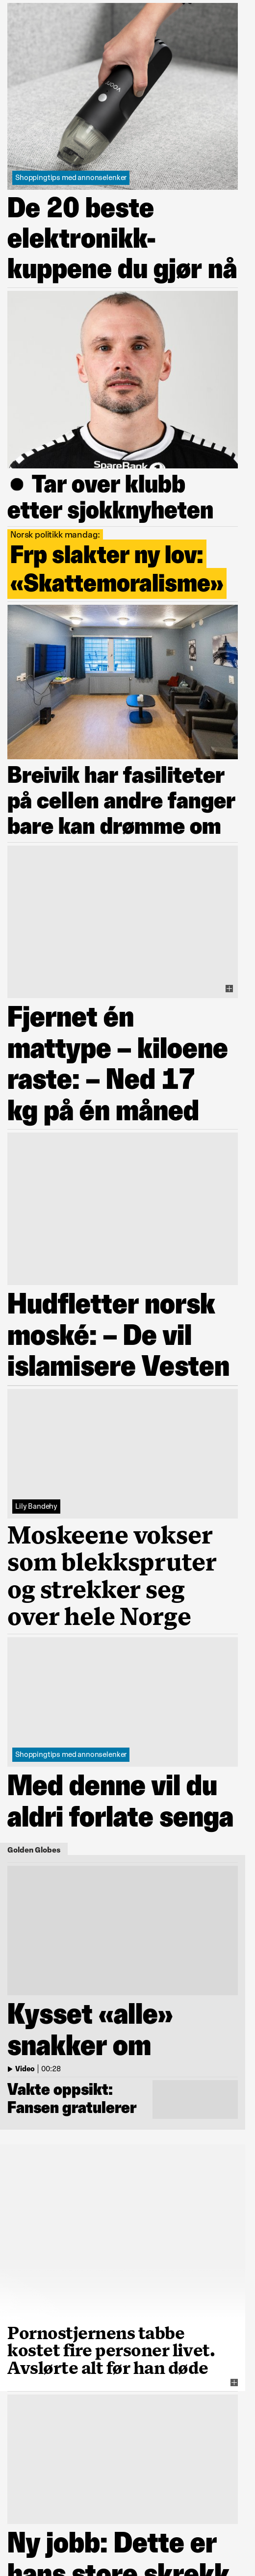 Shoppingtips med annonselenker
De 20 beste
elektronikk-
kuppene du gjør nå
SpareBank
● Tar over klubb
etter sjokknyheten
Norsk politikk mandag:
Frp slakter ny lov:
«Skattemoralisme»
Breivik har fasiliteter
på cellen andre fanger
bare kan drømme om
Fjernet én
mattype – kiloene
raste: – Ned 17
kg på én måned
Hudfletter norsk
moské: – De vil
islamisere Vesten
Lily Bandehy
Moskeene vokser
som blekkspruter
og strekker seg
over hele Norge
Shoppingtips med annonselenker
Med denne vil du
aldri forlate senga
Golden Globes
Kysset «alle»
snakker om
Video | 00:28
Vakte oppsikt:
Fansen gratulerer
Pornostjernens tabbe
kostet fire personer livet.
Avslørte alt før han døde
Ny jobb: Dette er
hans store skrekk